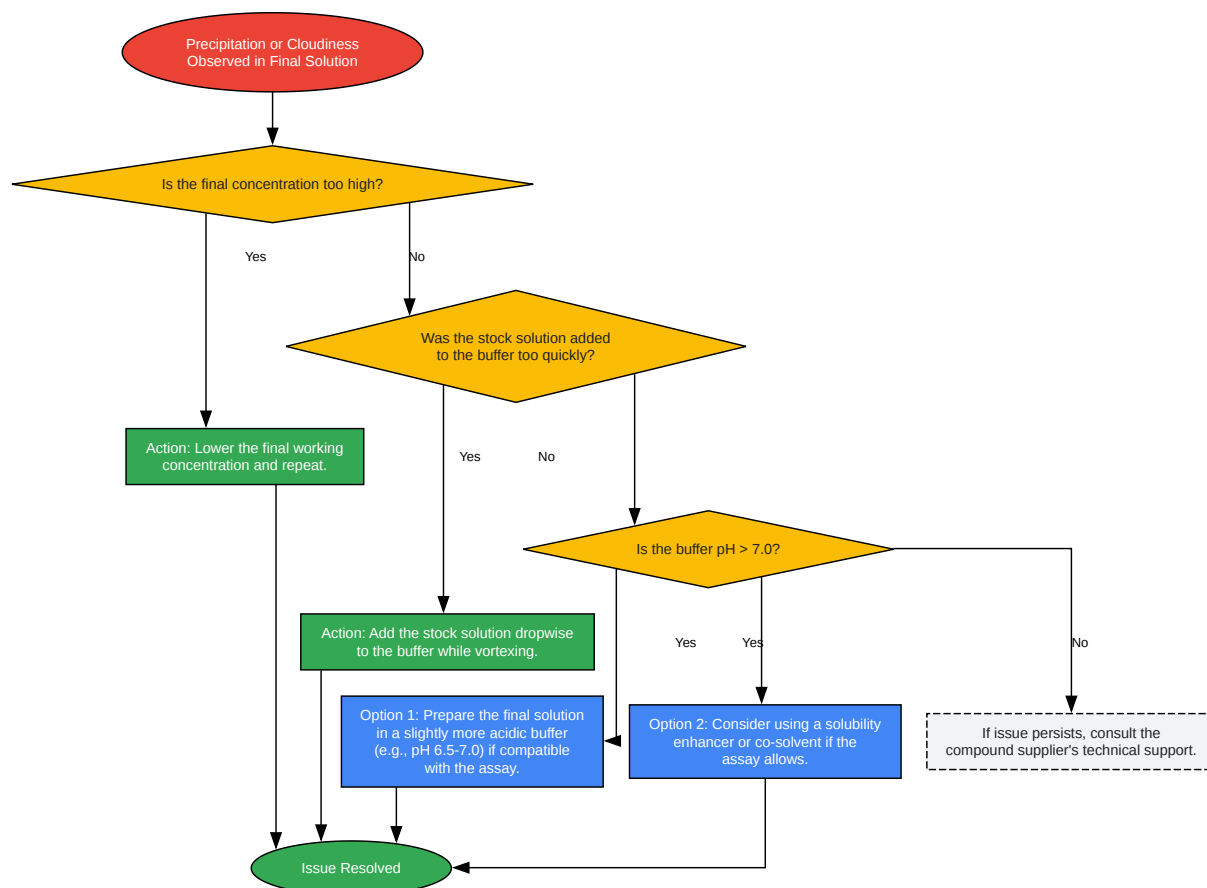 Precipitation or Cloudiness
Observed in Final Solution
Is the final concentration too high?
Yes
No
Was the stock solution added
to the buffer too quickly?
Action: Lower the final working
concentration and repeat.
Yes
No
Is the buffer pH > 7.0?
Action: Add the stock solution dropwise
to the buffer while vortexing.
Yes
Yes
No
Option 1: Prepare the final solution
in a slightly more acidic buffer
(e.g., pH 6.5-7.0) if compatible
with the assay.
Option 2: Consider using a solubility
enhancer or co-solvent if the
assay allows.
If issue persists, consult the
compound supplier's technical support.
Issue Resolved